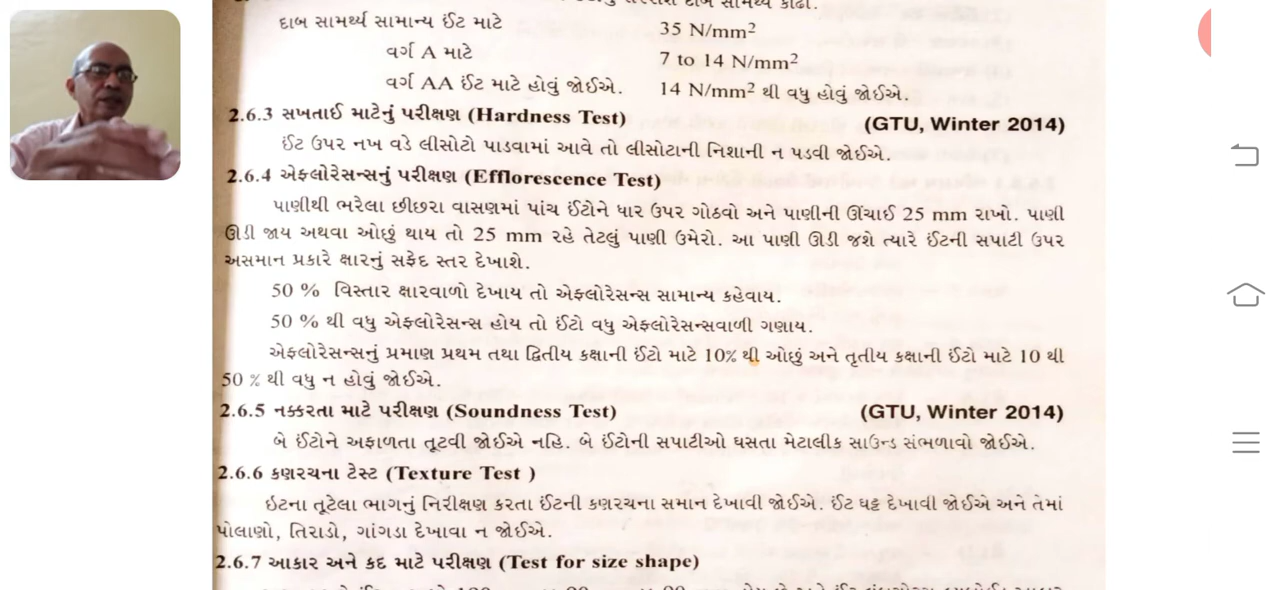 દાબ સામર્થ્ય સામાન્ય ઈંટ માટે 35 N/mm²
વર્ગ A માટે 7 to 14 N/mm²
વર્ગ AA ઈંટ માટે હોવું જોઈએ. 14 N/mm² થી વધુ હોવું જોઈએ.
2.6.3 સખતાઈ માટેનું પરીક્ષણ (Hardness Test) (GTU, Winter 2014)
ઈંટ ઉપર નખ વડે લીસોટો પાડવામાં આવે તો લીસોટાની નિશાની ન પડવી જોઈએ.
2.6.4 એફ્લોરેસન્સનું પરીક્ષણ (Efflorescence Test)
પાણીથી ભરેલા છીછરા વાસણમાં પાંચ ઈંટોને ધાર ઉપર ગોઠવો અને પાણીની ઊંચાઈ 25 mm રાખો. પાણી
ઊડી જાય અથવા ઓછું થાય તો 25 mm રહે તેટલું પાણી ઉમેરો. આ પાણી ઊડી જશે ત્યારે ઈંટની સપાટી ઉપર
અસમાન પ્રકારે ક્ષારનું સફેદ સ્તર દેખાશે.
50 % વિસ્તાર ક્ષારવાળો દેખાય તો એફ્લોરેસન્સ સામાન્ય કહેવાય.
50 % થી વધુ એફ્લોરેસન્સ હોય તો ઈંટો વધુ એફ્લોરેસન્સવાળી ગણાય.
એફ્લોરેસન્સનું પ્રમાણ પ્રથમ તથા દ્વિતીય કક્ષાની ઈંટો માટે 10% થી ઓછું અને તૃતીય કક્ષાની ઈંટો માટે 10 થી
50 % થી વધુ ન હોવું જોઈએ.
2.6.5 નક્કરતા માટે પરીક્ષણ (Soundness Test) (GTU, Winter 2014)
બે ઈંટોને અફાળતા તૂટવી જોઈએ નહિ. બે ઈંટોની સપાટીઓ ઘસતા મેટાલીક સાઉન્ડ સંભળાવો જોઈએ.
2.6.6 કણરચના ટેસ્ટ (Texture Test )
ઇટના તૂટેલા ભાગનું નિરીક્ષણ કરતા ઈંટની કણરચના સમાન દેખાવી જોઈએ. ઈંટ ઘટ્ટ દેખાવી જોઈએ અને તેમાં
પોલાણો, તિરાડો, ગાંગડા દેખાવા ન જોઈએ.
2.6.7 આકાર અને કદ માટે પરીક્ષણ (Test for size shape)